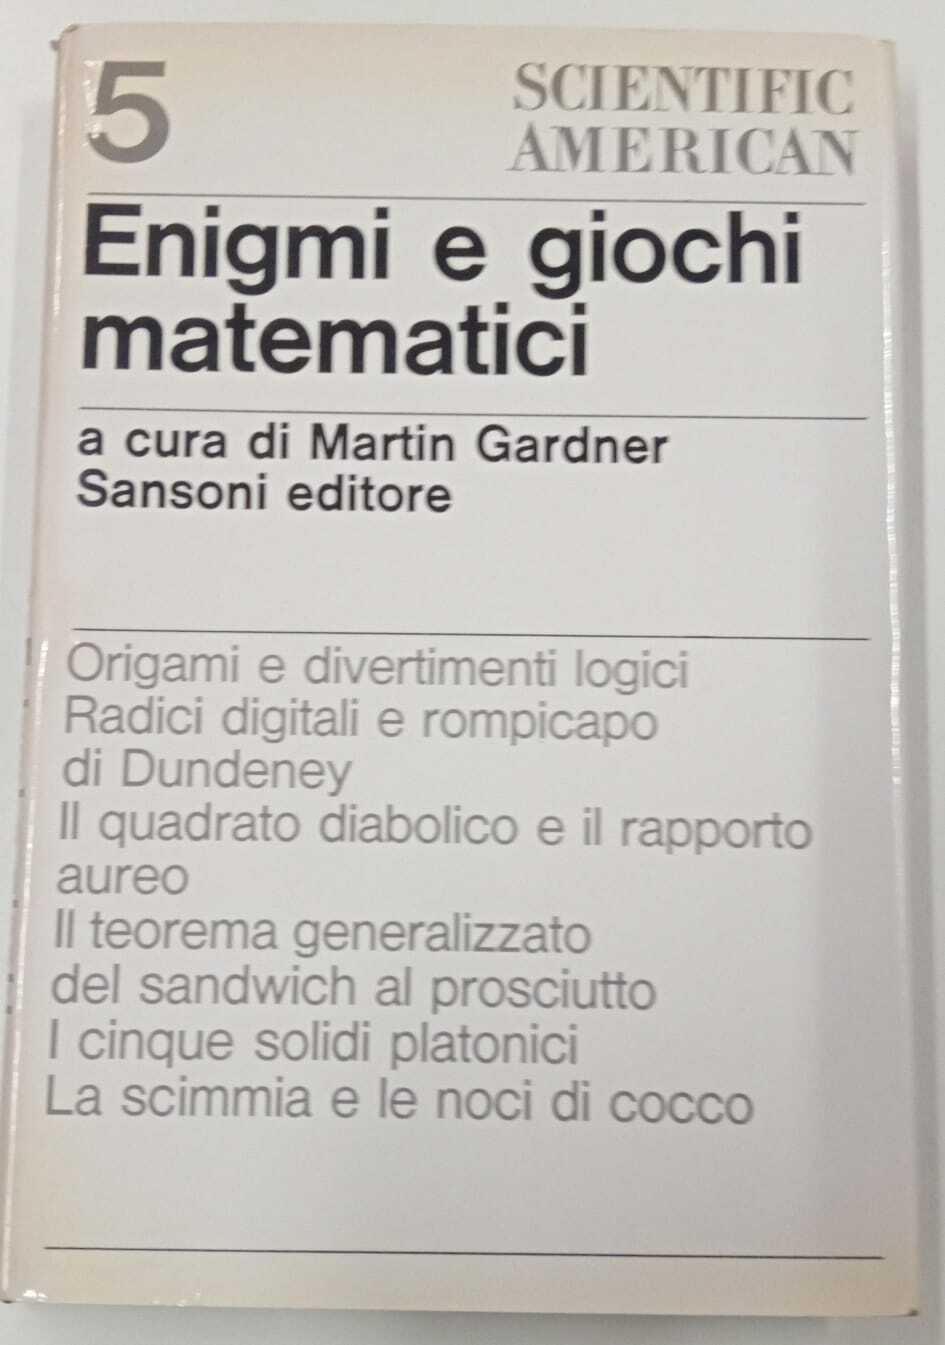 5
SCIENTIFIC
AMERICAN
Enigmi e giochi
matematici
a cura di Martin Gardner
Sansoni editore
Origami e divertimenti logici
Radici digitali e rompicapo
di Dundeney
Il quadrato diabolico e il rapporto
aureo
Il teorema generalizzato
del sandwich al prosciutto
I cinque solidi platonici
La scimmia e le noci di cocco